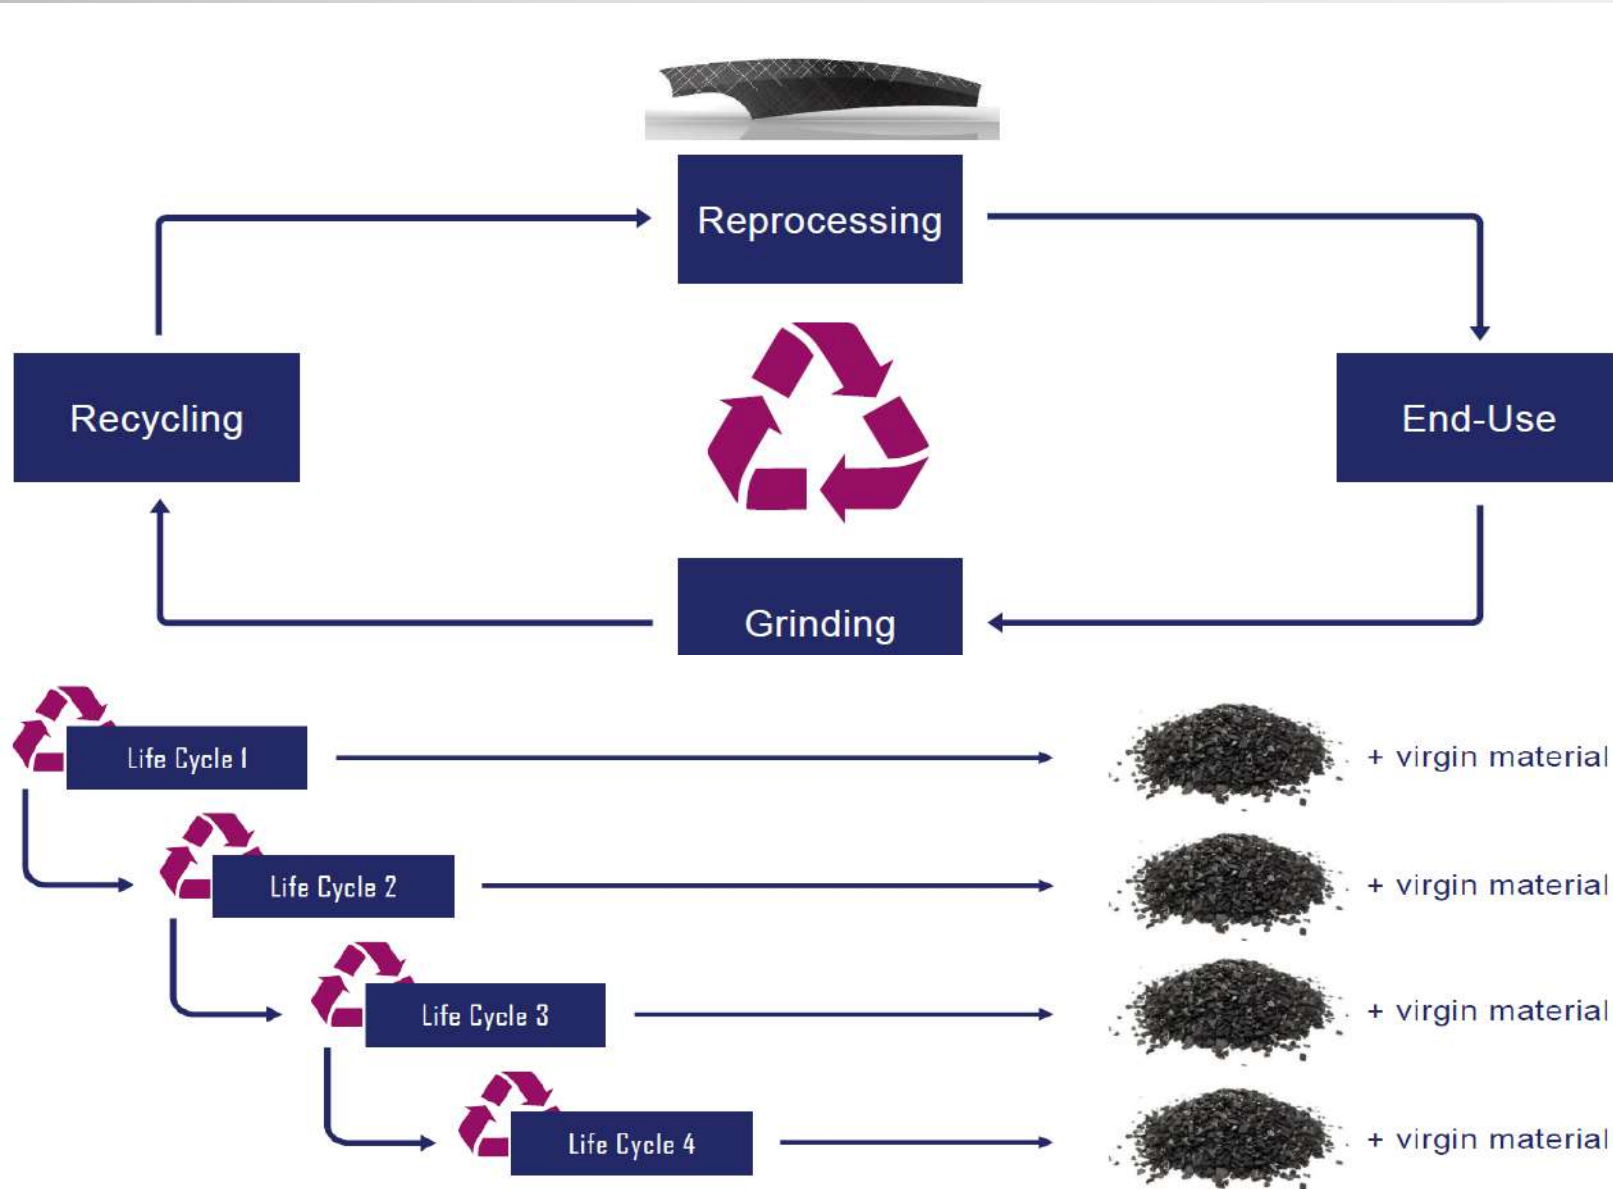 Reprocessing
Recycling
End-Use
Grinding
Life Cycle 1
+ virgin material
Life Cycle 2
+ virgin material
Life Cycle 3
+ virgin material
Life Cycle 4
+ virgin material